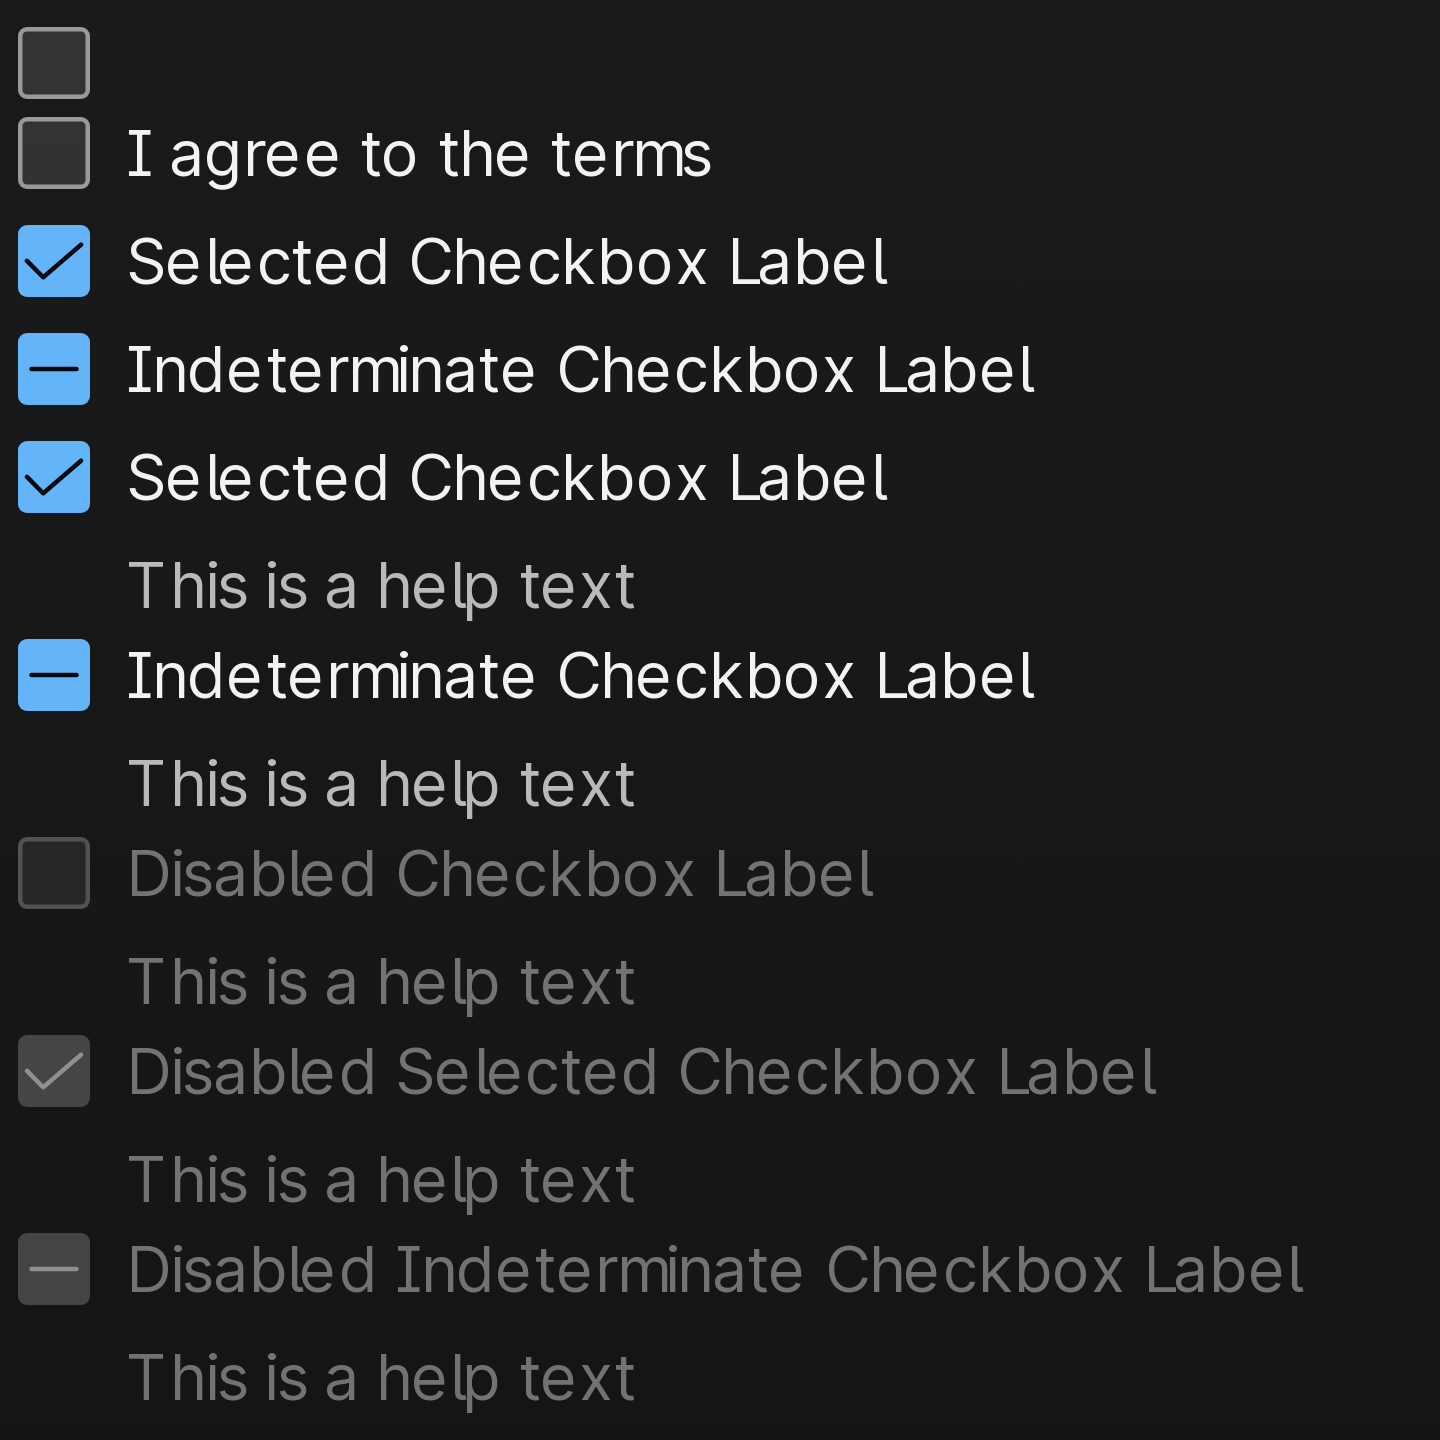 I agree to the terms
Selected Checkbox Label
Indeterminate Checkbox Label
Selected Checkbox Label
This is a help text
Indeterminate Checkbox Label
This is a help text
Disabled Checkbox Label
This is a help text
Disabled Selected Checkbox Label
This is a help text
Disabled Indeterminate Checkbox Label
This is a help text